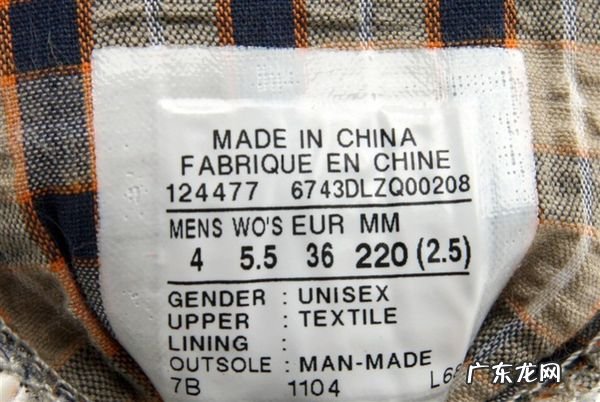 MADE IN CHINA
FABRIQUE EN CHINE
124477 6743DLZQ00208
MENS WO'S EUR MM
4 5.5 36 220 (2.5)
GENDER : UNISEX
UPPER : TEXTILE
LINING :
OUTSOLE : MAN-MADE
7B 1104
广东龙网